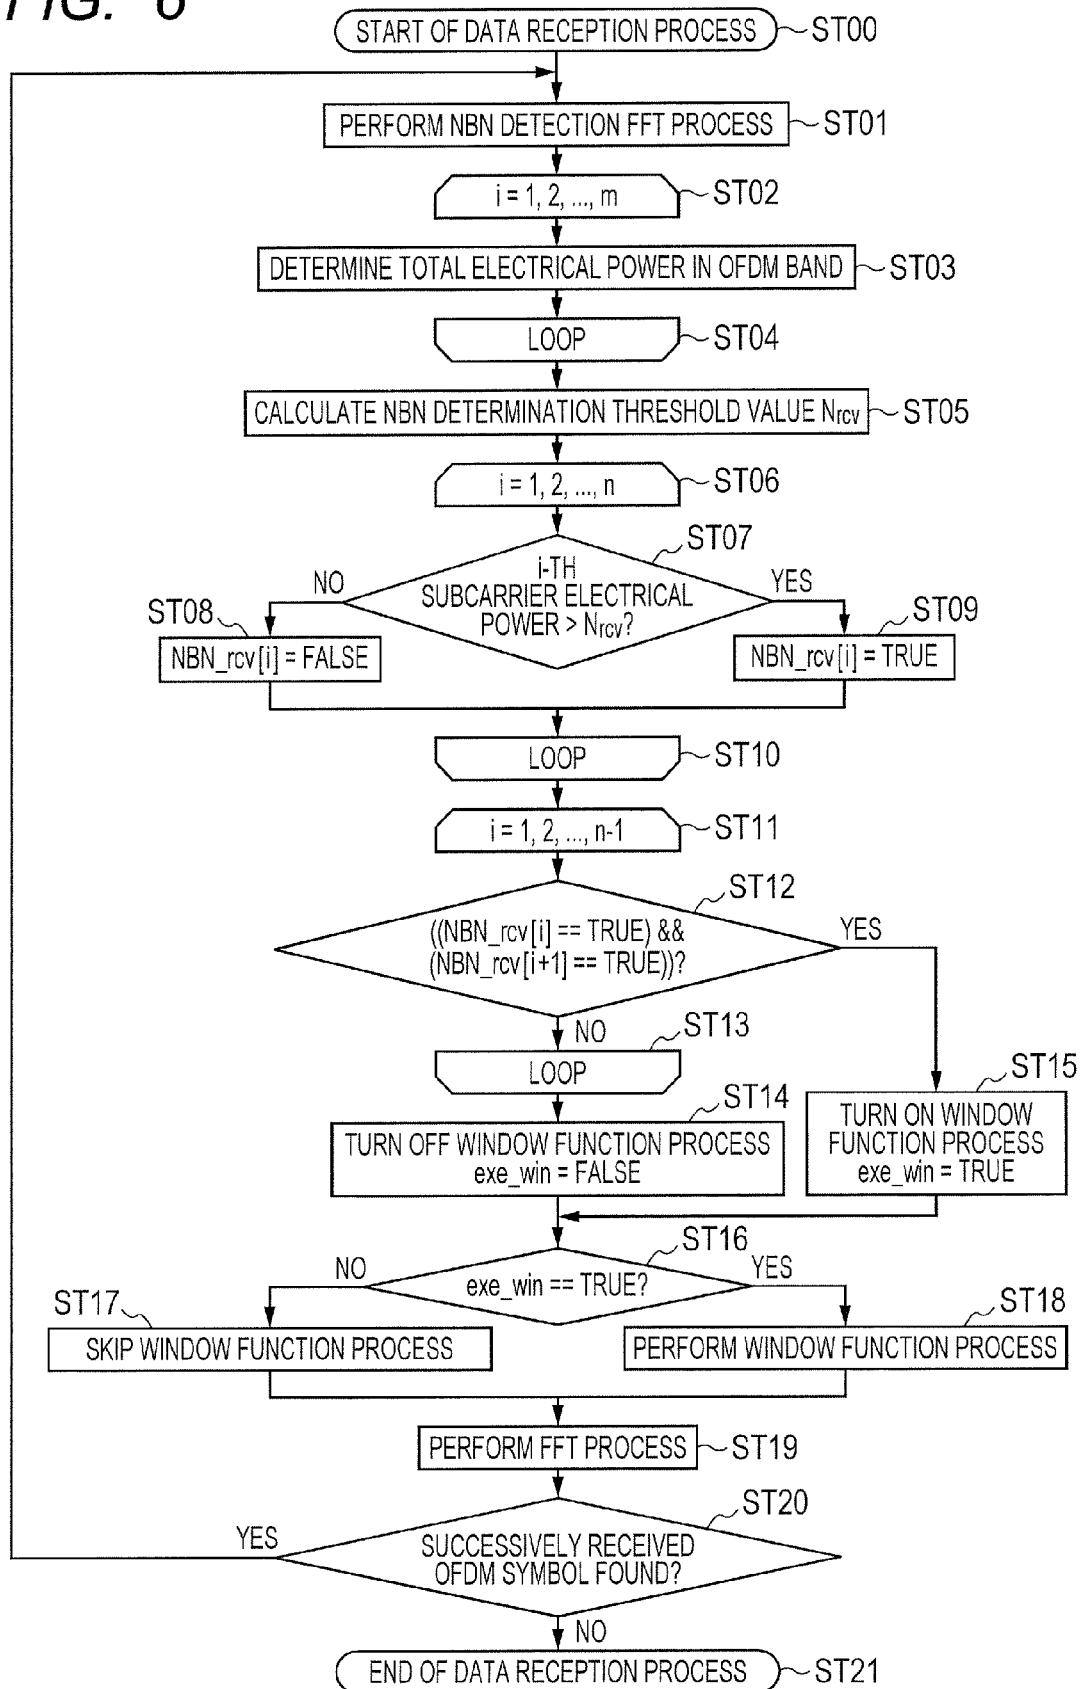 FIG. 6
START OF DATA RECEPTION PROCESS ST00
PERFORM NBN DETECTION FFT PROCESS ST01
i = 1, 2, ..., m ST02
DETERMINE TOTAL ELECTRICAL POWER IN OFDM BAND ST03
LOOP ST04
CALCULATE NBN DETERMINATION THRESHOLD VALUE Nrcv ST05
i = 1, 2, ..., n ST06
ST07
i-TH
SUBCARRIER ELECTRICAL
POWER > Nrcv?
NO
YES
ST08
NBN_rcv[i] = FALSE
ST09
NBN_rcv[i] = TRUE
LOOP ST10
i = 1, 2, ..., n-1 ST11
ST12
((NBN_rcv[i] == TRUE) &&
(NBN_rcv[i+1] == TRUE))?
YES
NO
ST13
LOOP
ST14
TURN OFF WINDOW FUNCTION PROCESS
exe_win = FALSE
ST15
TURN ON WINDOW
FUNCTION PROCESS
exe_win = TRUE
ST16
exe_win == TRUE?
NO
YES
ST17
SKIP WINDOW FUNCTION PROCESS
ST18
PERFORM WINDOW FUNCTION PROCESS
PERFORM FFT PROCESS ST19
ST20
YES
SUCCESSIVELY RECEIVED
OFDM SYMBOL FOUND?
NO
END OF DATA RECEPTION PROCESS ST21